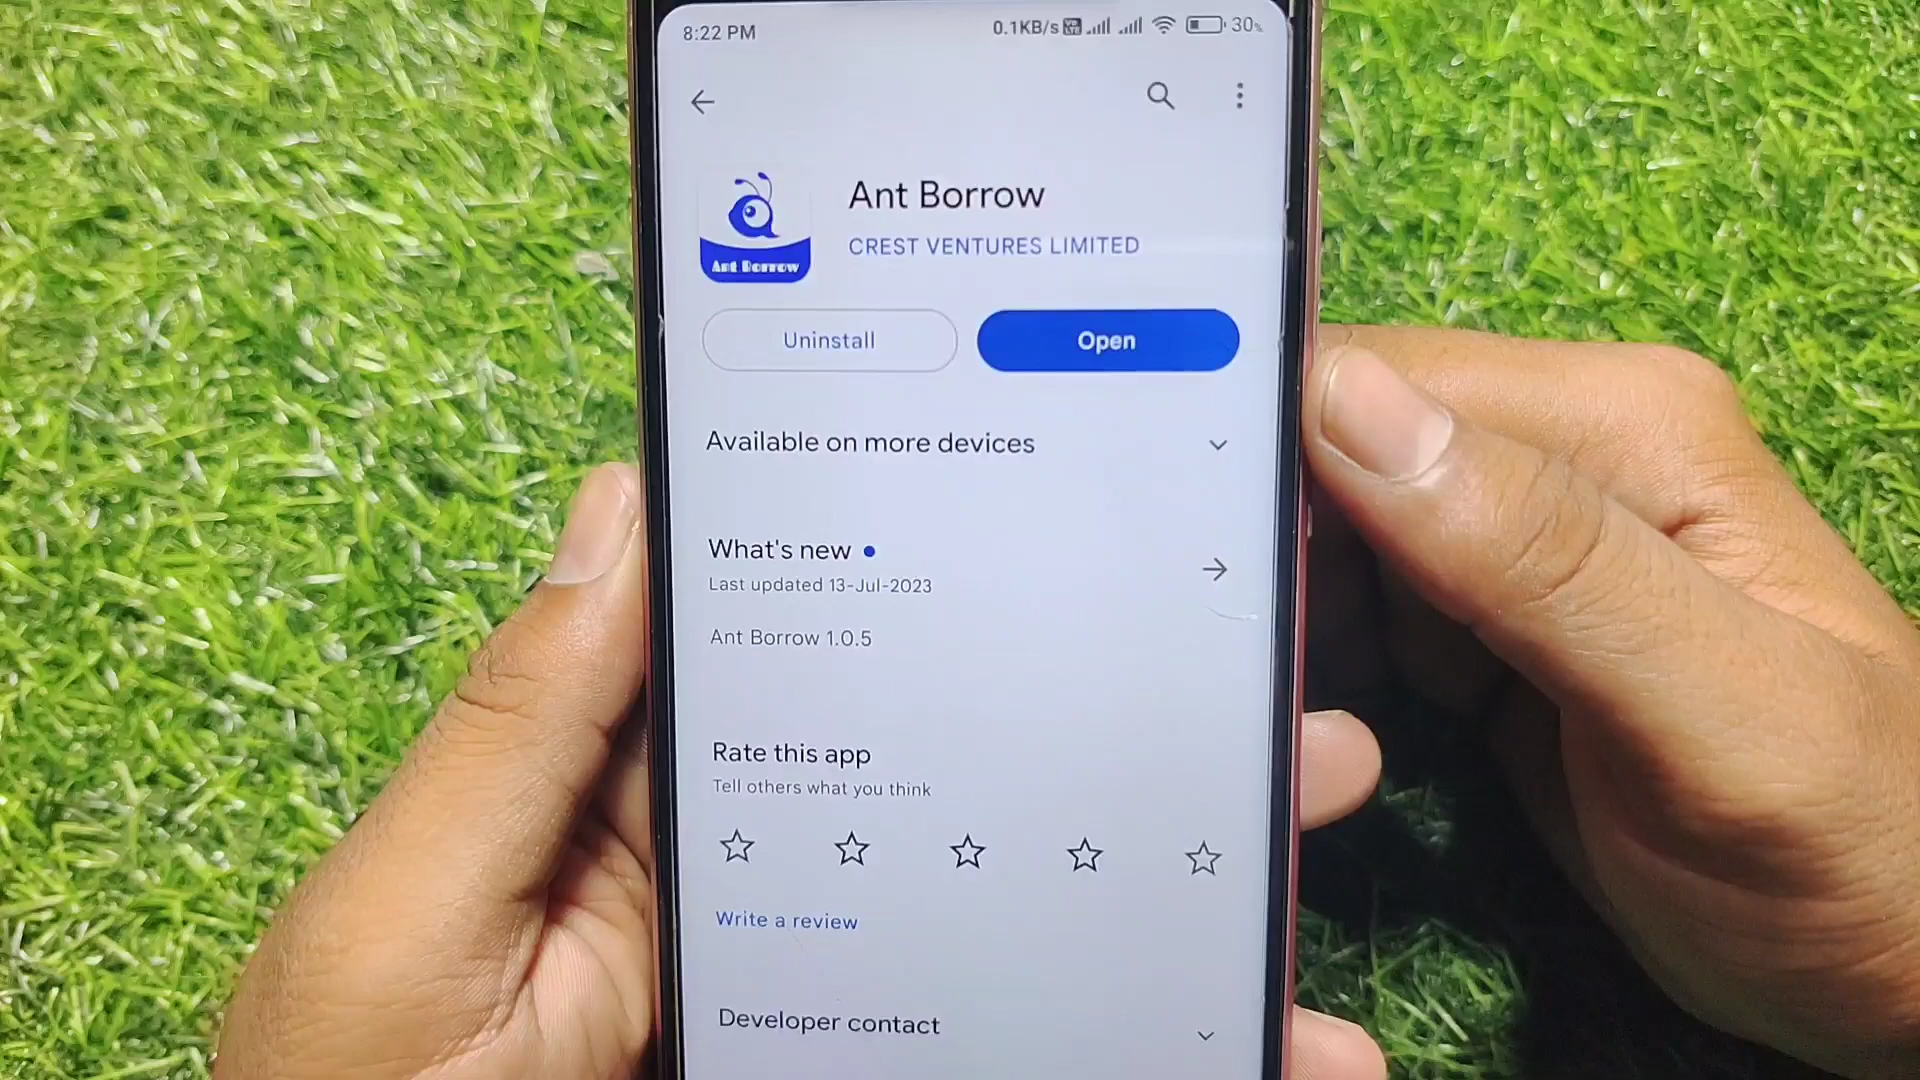 8:22 PM 0.1KB/s 30%
Ant Borrow
CREST VENTURES LIMITED
Ant Borrow
Uninstall
Open
Available on more devices
What's new
Last updated 13-Jul-2023
Ant Borrow 1.0.5
Rate this app
Tell others what you think
Write a review
Developer contact